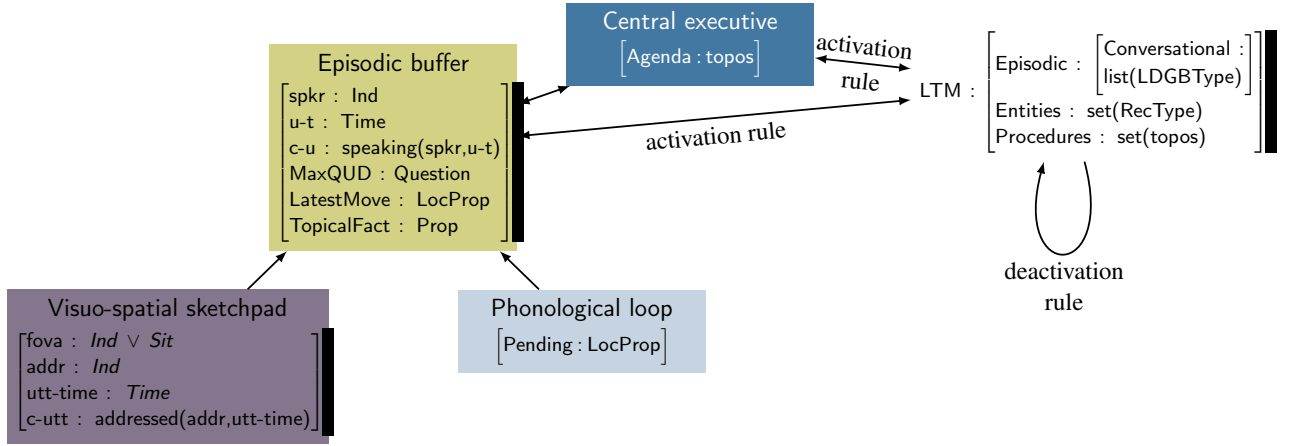 Central executive
[Agenda : topos]
activation
rule
Episodic buffer
spkr : Ind
u-t : Time
c-u : speaking(spkr,u-t)
MaxQUD : Question
LatestMove : LocProp
TopicalFact : Prop
activation rule
LTM :
Episodic :
Conversational :
list(LDGBType)
Entities : set(RecType)
Procedures : set(topos)
deactivation
rule
Visuo-spatial sketchpad
fova : Ind ∨ Sit
addr : Ind
utt-time : Time
c-utt : addressed(addr,utt-time)
Phonological loop
[Pending : LocProp]